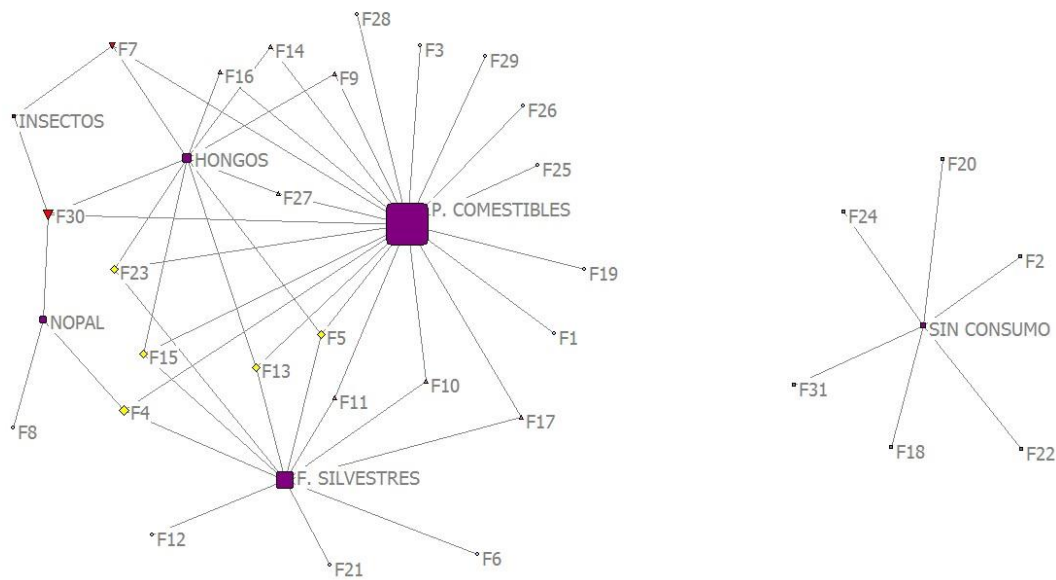 F28
F7
F14
F3
F29
F16
F9
F26
INSECTOS
HONGOS
F25
F20
F27
P. COMESTIBLES
F30
F24
F23
F19
F2
NOPAL
F5
F1
SIN CONSUMO
F15
F13
F10
F31
F4
F11
F17
F8
F18
F22
F. SILVESTRES
F12
F6
F21